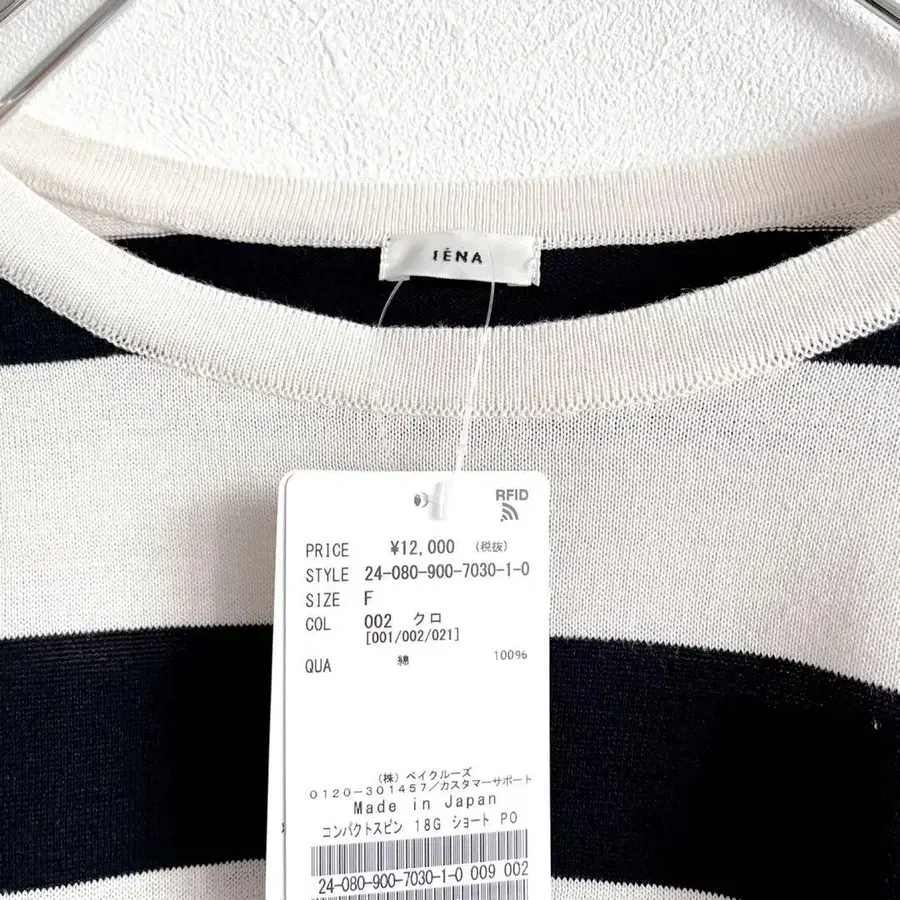 IÉNA
RFID
PRICE ¥12,000 (税抜)
STYLE 24-080-900-7030-1-0
SIZE F
COL 002 クロ
[001/002/021]
QUA 綿 100%
(株) ベイクルーズ
0120-301457/カスタマーサポート
Made in Japan
コンパクトスピン 18G ショート PO
24-080-900-7030-1-0 009 002